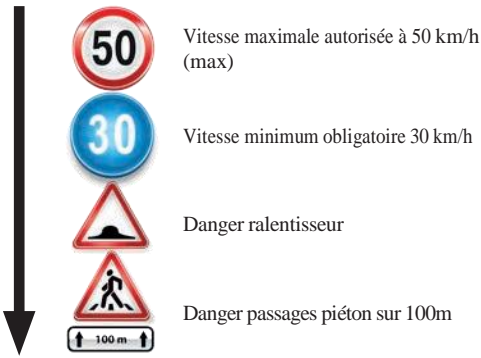 50
Vitesse maximale autorisée à 50 km/h
(max)
30
Vitesse minimum obligatoire 30 km/h
Danger ralentisseur
Danger passages piéton sur 100m
100 m